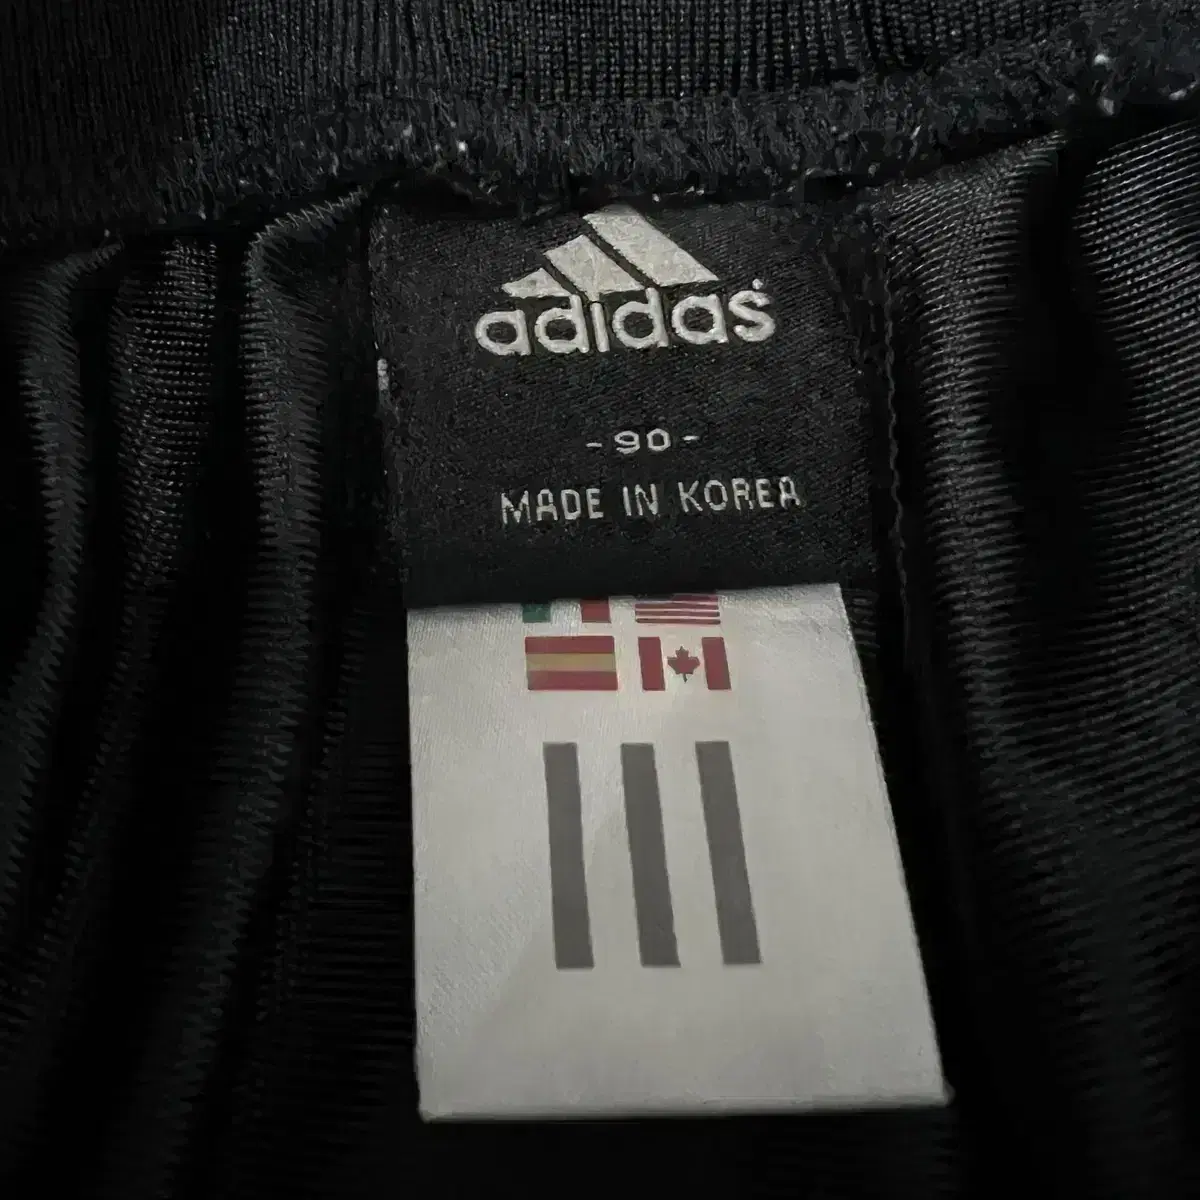 adidas
-90-
MADE IN KOREA